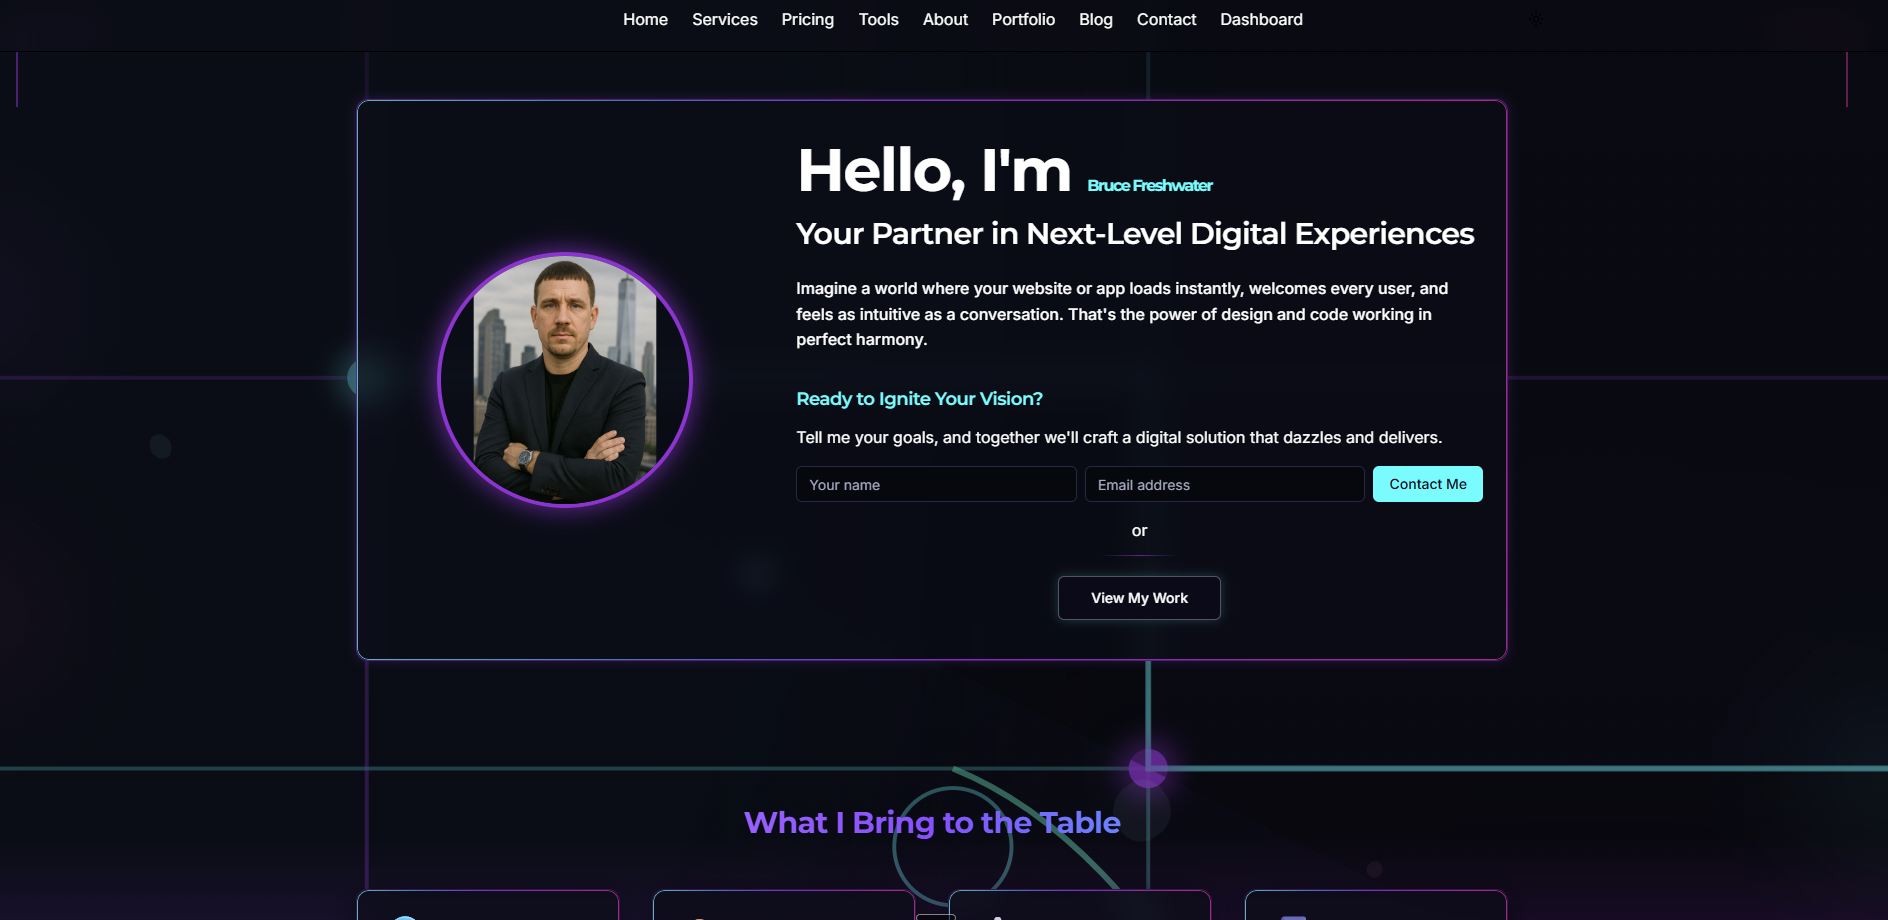 Home Services Pricing Tools About Portfolio Blog Contact Dashboard
Hello, I'm Bruce Freshwater
Your Partner in Next-Level Digital Experiences
Imagine a world where your website or app loads instantly, welcomes every user, and
feels as intuitive as a conversation. That's the power of design and code working in
perfect harmony.
Ready to Ignite Your Vision?
Tell me your goals, and together we'll craft a digital solution that dazzles and delivers.
Your name Email address Contact Me
or
View My Work
What I Bring to the Table